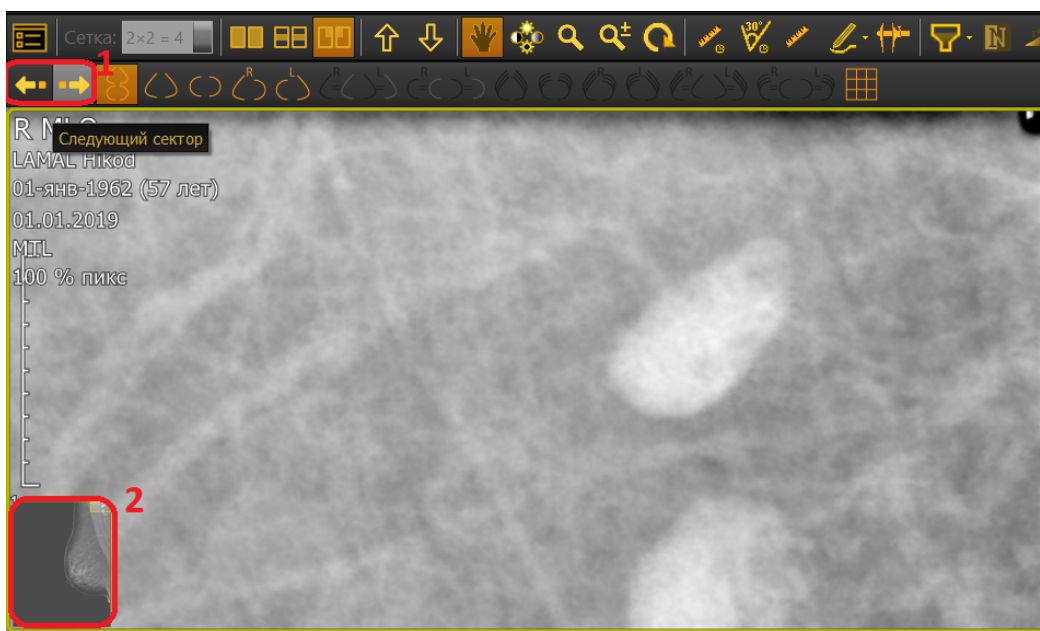 Сетка: 2×2 = 4
30°
N
1
R
L
R
L
R
L
R
L
R
L
R
L
Следующий сектор
LAMAL Hikod
01-янв-1962 (57 лет)
01.01.2019
MTL
100 % пикс
2